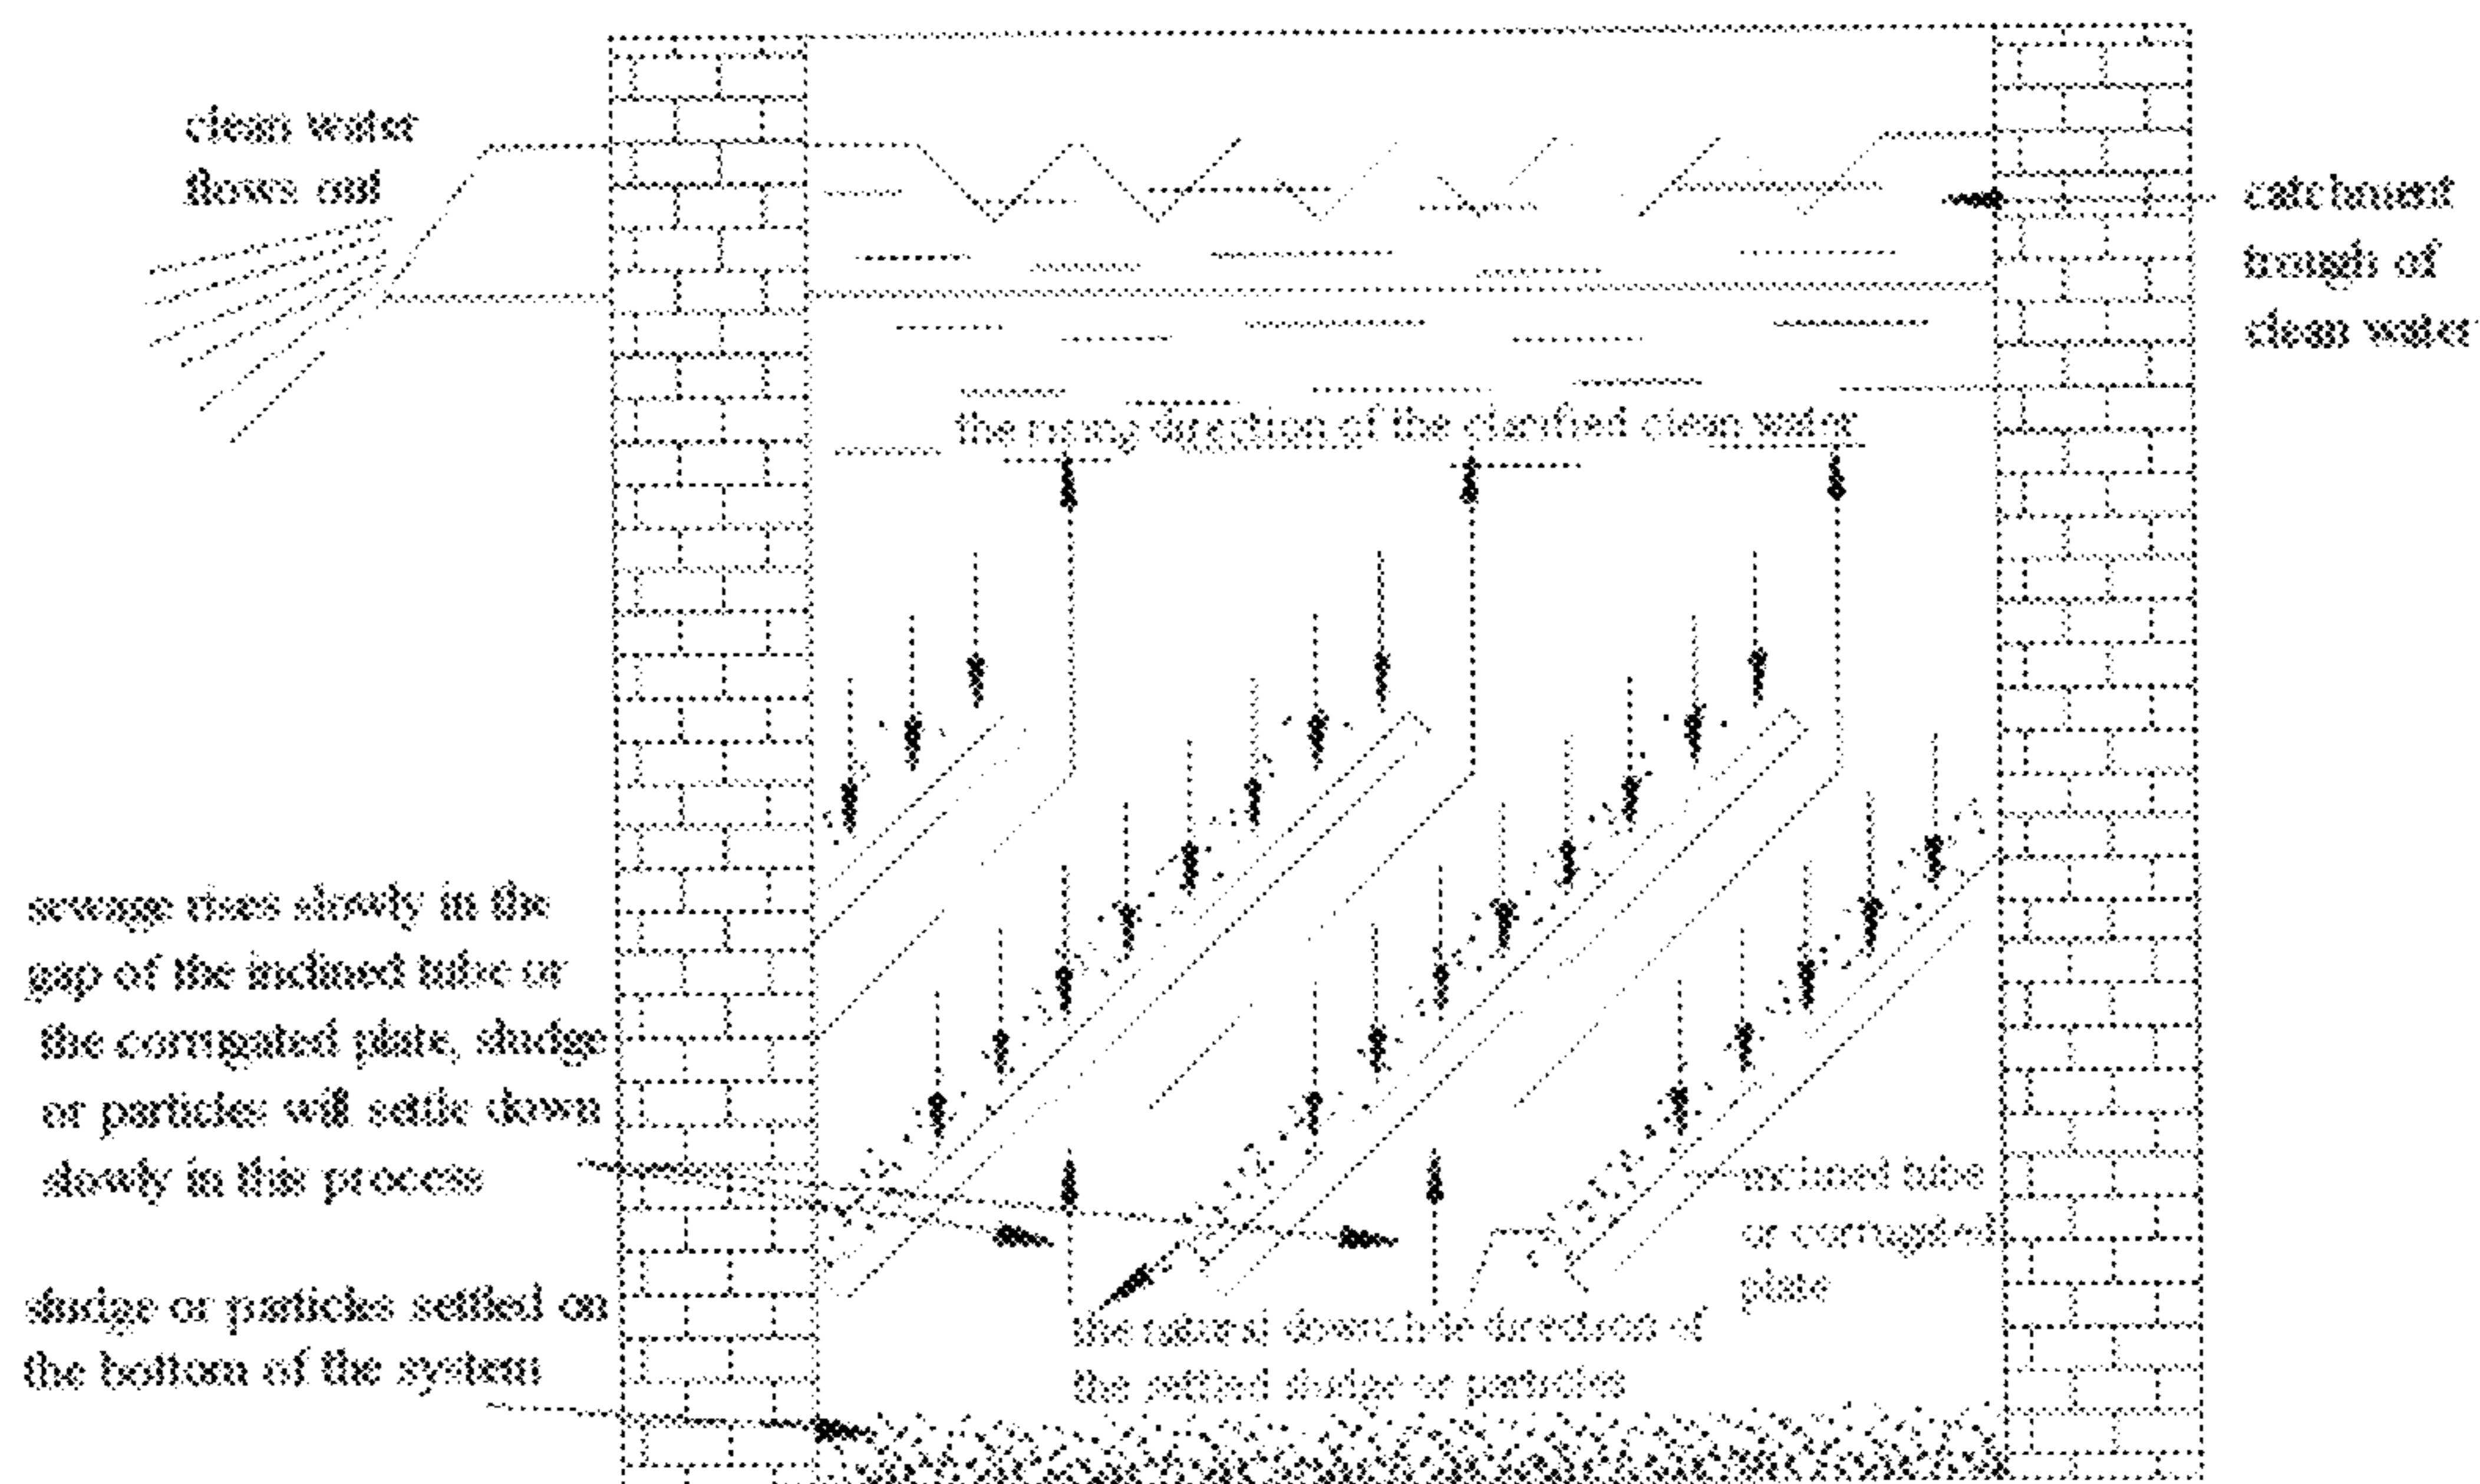 clean water
flows out
catchment
trough of
clean water
the rising direction of the clarified clean water
sewage rises slowly in the
gap of the inclined tube or
the corrugated plate, sludge
or particles will settle down
slowly in this process
inclined tube
or corrugated
plate
sludge or particles settled on
the bottom of the system
the natural direction of
the settled sludge or particles